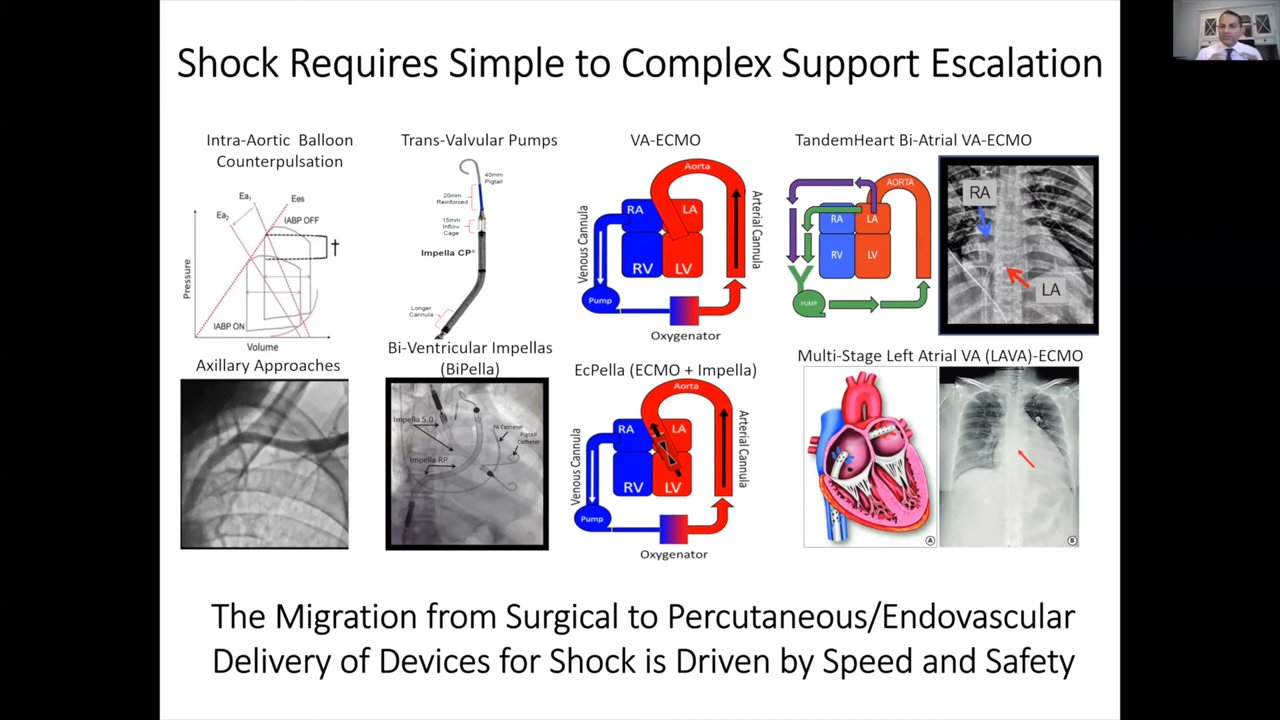 Shock Requires Simple to Complex Support Escalation
Intra-Aortic Balloon
Counterpulsation
Ea1
Ees
Ea2
IABP OFF
†
Pressure
IABP ON
Volume
Axillary Approaches
Trans-Valvular Pumps
40mm
Pigtail
20mm
Reinforced
15mm
Inflow
Cage
Impella CP®
Longer
Cannula
Bi-Ventricular Impellas
(BiPella)
Impella 5.0
PA Catheter
Pigtail
Catheter
Impella RP
VA-ECMO
Aorta
RA
LA
RV
LV
Venous Cannula
Arterial Cannula
Pump
Oxygenator
EcPella (ECMO + Impella)
Aorta
RA
LA
RV
LV
Venous Cannula
Arterial Cannula
Pump
Oxygenator
TandemHeart Bi-Atrial VA-ECMO
AORTA
RA
LA
RV
LV
PUMP
RA
LA
Multi-Stage Left Atrial VA (LAVA)-ECMO
A
B
The Migration from Surgical to Percutaneous/Endovascular
Delivery of Devices for Shock is Driven by Speed and Safety